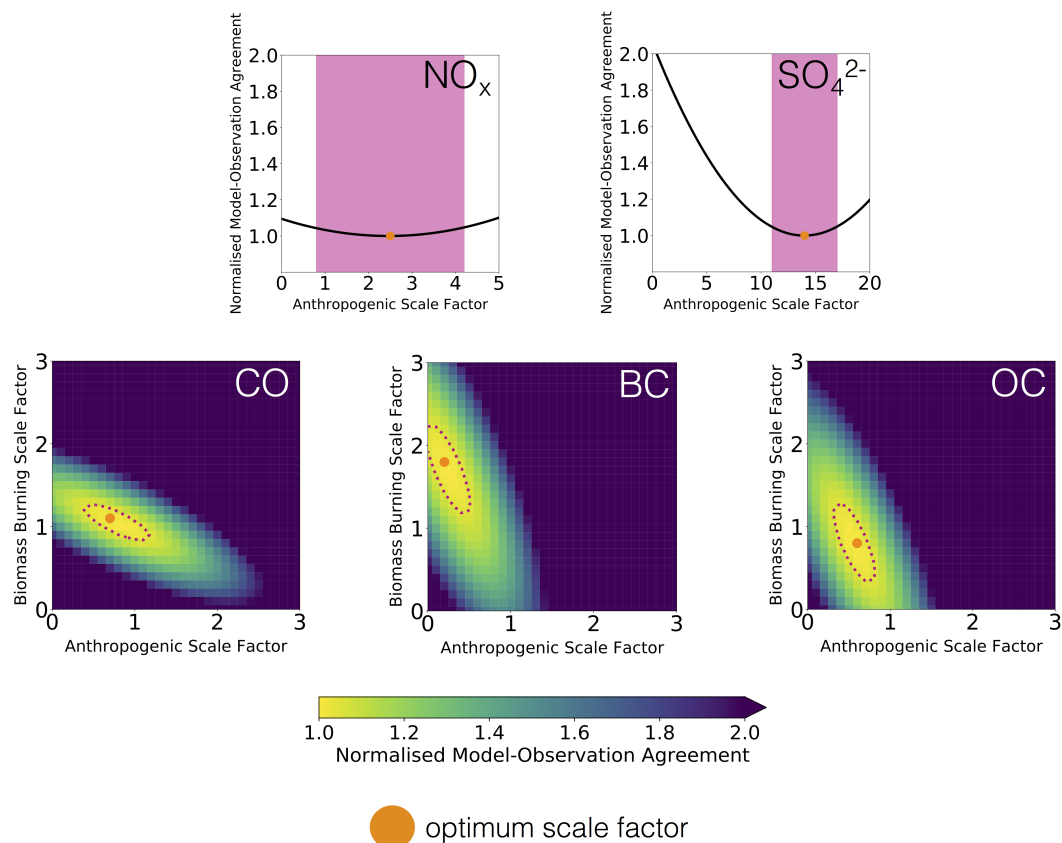 Normalised Model-Observation Agreement
2.0
1.8
1.6
1.4
1.2
1.0
NOx
0 1 2 3 4 5
Anthropogenic Scale Factor
Normalised Model-Observation Agreement
2.0
1.8
1.6
1.4
1.2
1.0
SO₄²⁻
0 5 10 15 20
Anthropogenic Scale Factor
Biomass Burning Scale Factor
3
2
1
0
CO
0 1 2 3
Anthropogenic Scale Factor
Biomass Burning Scale Factor
3
2
1
0
BC
0 1 2 3
Anthropogenic Scale Factor
Biomass Burning Scale Factor
3
2
1
0
OC
0 1 2 3
Anthropogenic Scale Factor
1.0 1.2 1.4 1.6 1.8 2.0
Normalised Model-Observation Agreement
optimum scale factor